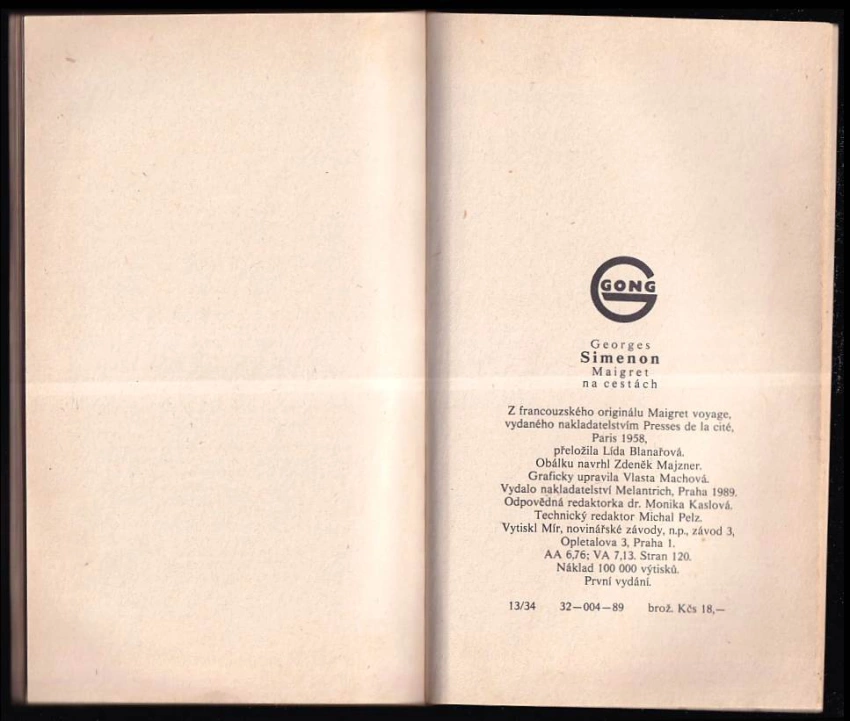 GONG
Georges
Simenon
Maigret
na cestách
Z francouzského originálu Maigret voyage,
vydaného nakladatelstvím Presses de la cité,
Paris 1958,
přeložila Lída Blanařová.
Obálku navrhl Zdeněk Majzner.
Graficky upravila Vlasta Machová.
Vydalo nakladatelství Melantrich, Praha 1989.
Odpovědná redaktorka dr. Monika Kaslová.
Technický redaktor Michal Pelz.
Vytiskl Mír, novinářské závody, n.p., závod 3,
Opletalova 3, Praha 1.
AA 6,76; VA 7,13. Stran 120.
Náklad 100 000 výtisků.
První vydání.
13/34 32—004—89 brož. Kčs 18,—